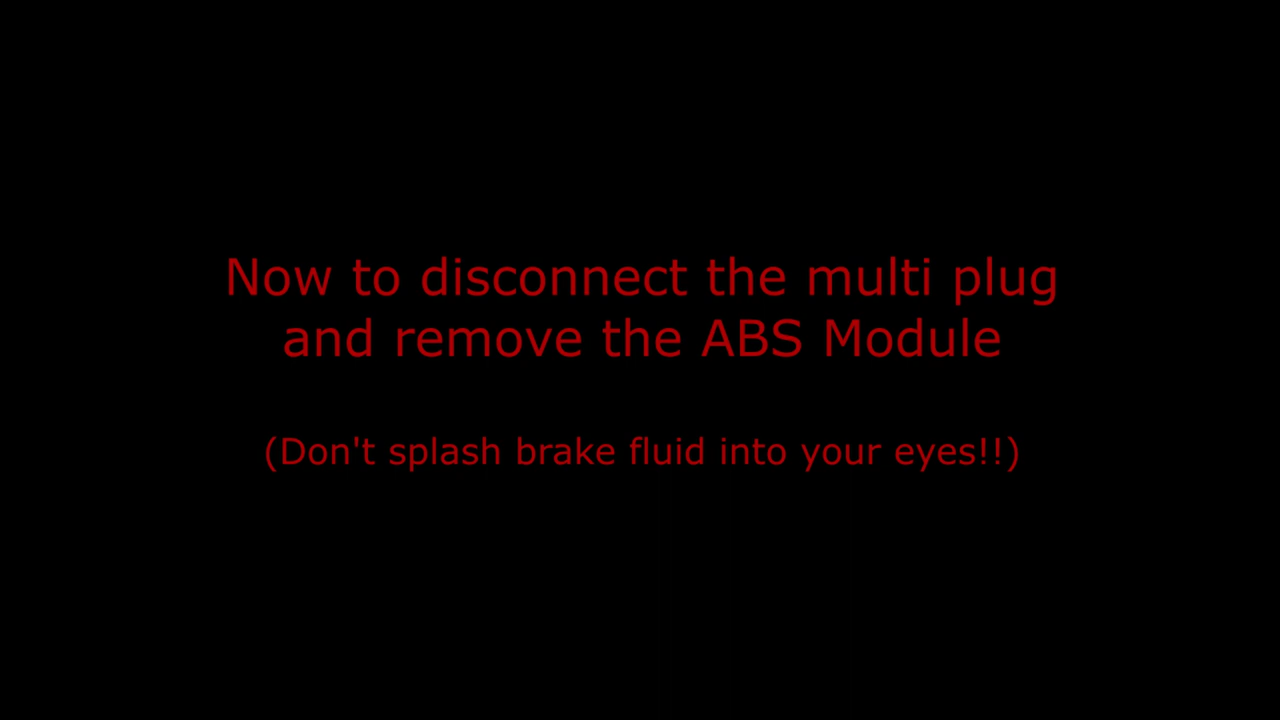 Now to disconnect the multi plug
and remove the ABS Module
(Don't splash brake fluid into your eyes!!)